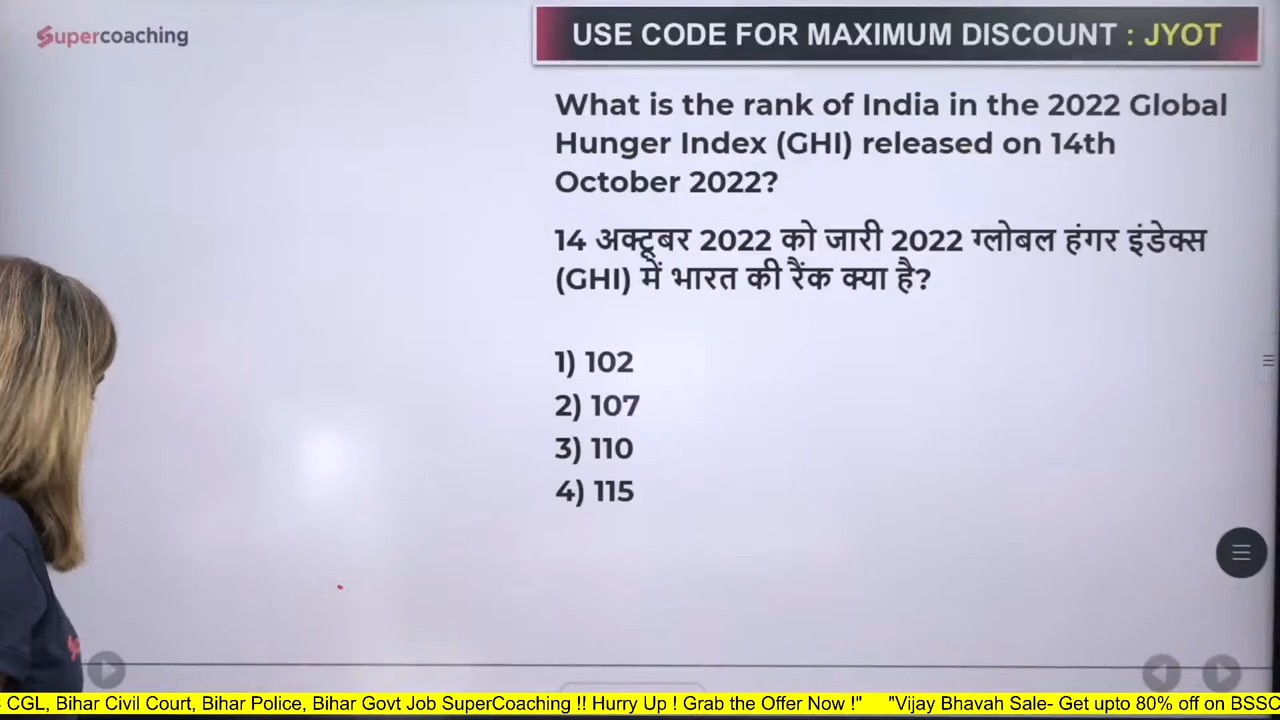 Supercoaching
USE CODE FOR MAXIMUM DISCOUNT : JYOT
What is the rank of India in the 2022 Global
Hunger Index (GHI) released on 14th
October 2022?
14 अक्टूबर 2022 को जारी 2022 ग्लोबल हंगर इंडेक्स
(GHI) में भारत की रैंक क्या है?
1) 102
2) 107
3) 110
4) 115
CGL, Bihar Civil Court, Bihar Police, Bihar Govt Job SuperCoaching !! Hurry Up ! Grab the Offer Now !" "Vijay Bhavah Sale- Get upto 80% off on BSSC